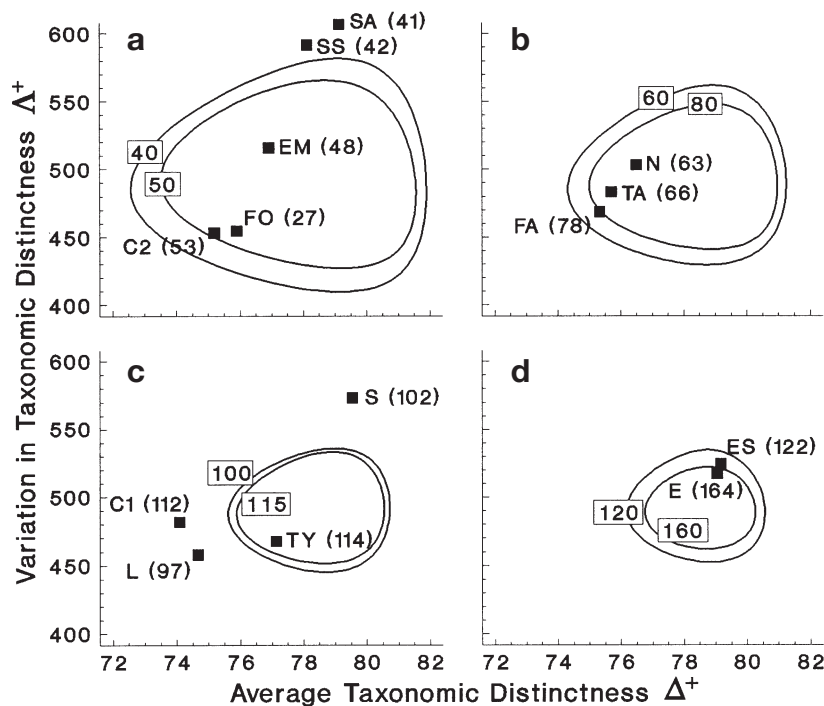 Variation in Taxonomic Distinctness Λ⁺
a
600
550
500
450
400
SA (41)
SS (42)
40
50
EM (48)
FO (27)
C2 (53)
b
60
80
N (63)
TA (66)
FA (78)
c
600
550
500
450
400
S (102)
100
115
C1 (112)
TY (114)
L (97)
72 74 76 78 80 82
d
ES (122)
E (164)
120
160
72 74 76 78 80 82
Average Taxonomic Distinctness Δ⁺